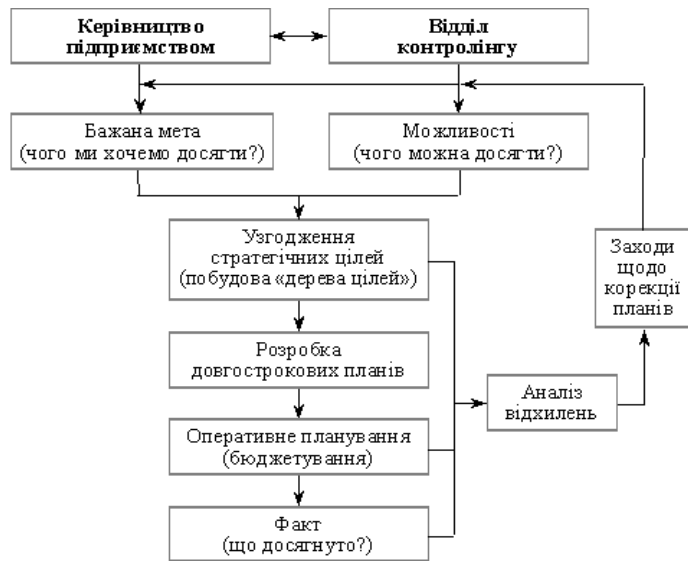 Керівництво
підприємством
Відділ
контролінгу
Бажана мета
(чого ми хочемо досягти?)
Можливості
(чого можна досягти?)
Узгодження
стратегічних цілей
(побудова «дерева цілей»)
Заходи
щодо
корекції
планів
Розробка
довгострокових планів
Аналіз
відхилень
Оперативне планування
(бюджетування)
Факт
(що досягнуто?)